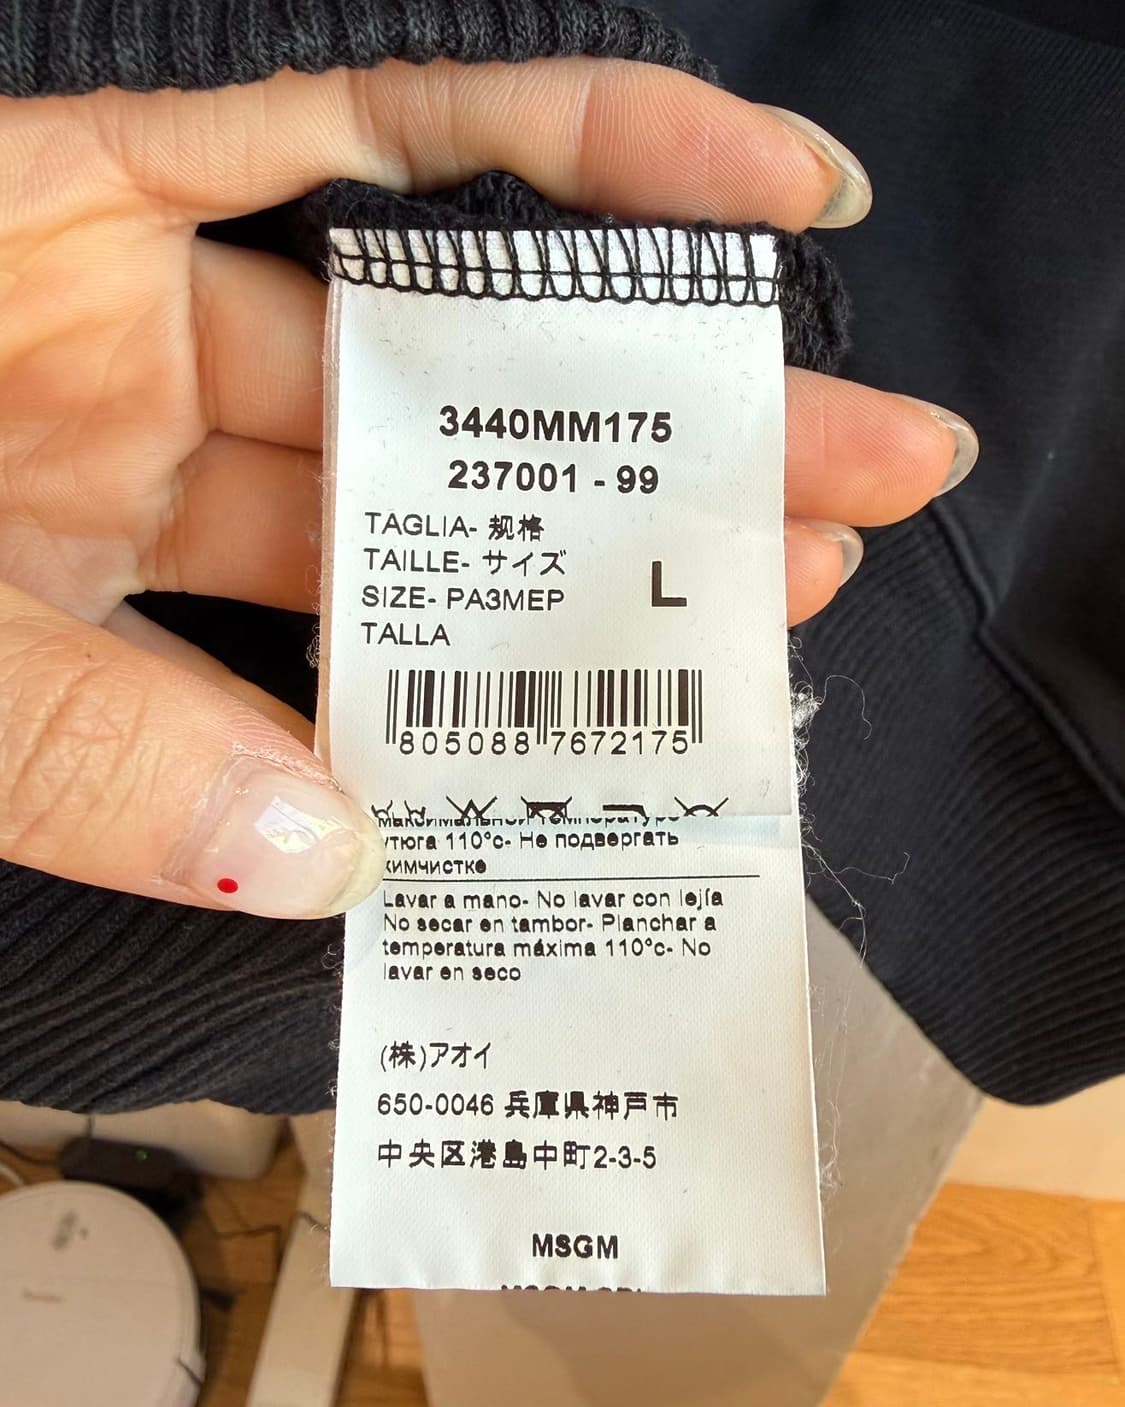 3440MM175
237001 - 99
TAGLIA- 规格
TAILLE- サイズ
SIZE- РАЗМЕР
TALLA
L
8050887672175
максимальной температуре
утюга 110°с- Не подвергать
химчистке
Lavar a mano- No lavar con lejía
No secar en tambor- Planchar a
temperatura máxima 110°c- No
lavar en seco
(株)アオイ
650-0046 兵庫県神戸市
中央区港島中町2-3-5
MSGM